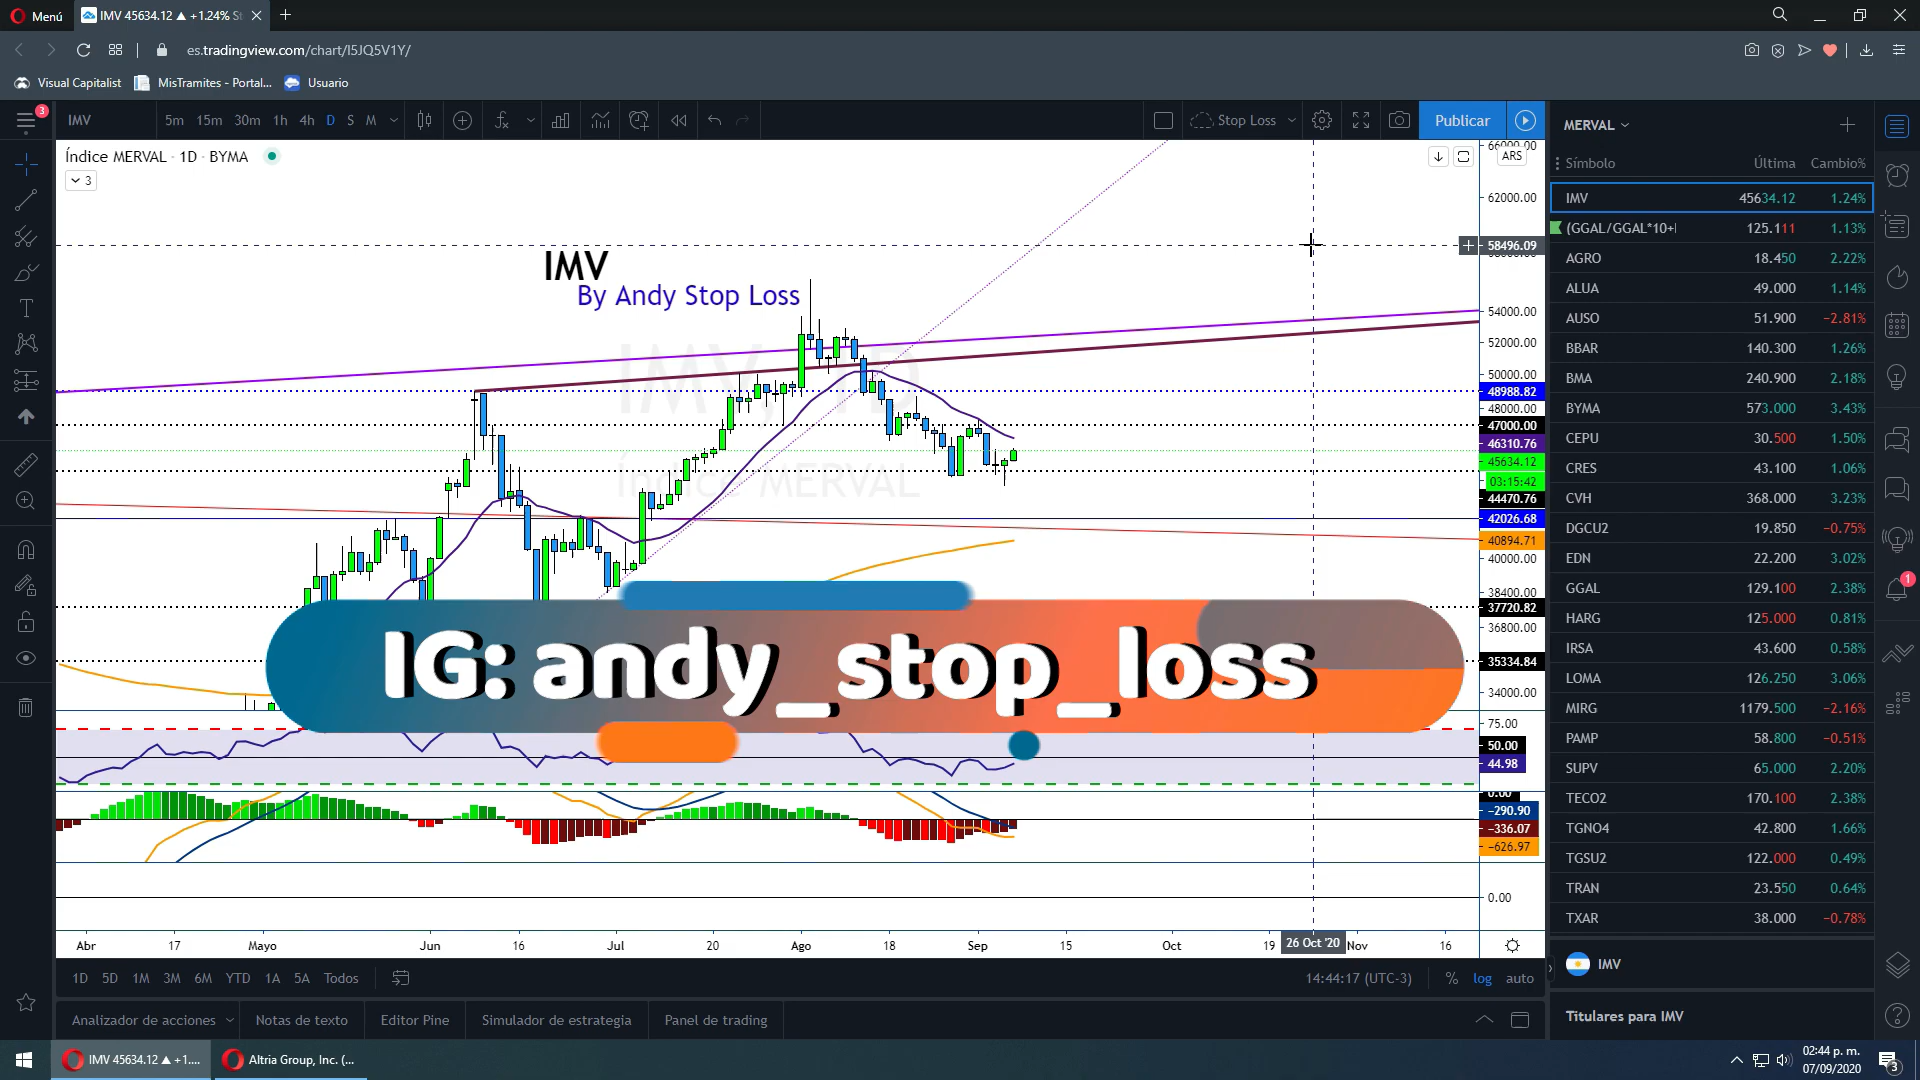 Menú
IMV 45634.12 ▲ +1.24% St
es.tradingview.com/chart/I5JQ5V1Y/
Visual Capitalist
MisTramites - Portal...
Usuario
3
IMV
5m 15m 30m 1h 4h D S M
Stop Loss
Publicar
MERVAL
Índice MERVAL · 1D · BYMA
3
ARS
IMV
By Andy Stop Loss
IMV, 1D
Índice MERVAL
66000.00
62000.00
58496.09
54000.00
52000.00
50000.00
48988.82
48000.00
47000.00
46310.76
45634.12
03:15:42
44470.76
42026.68
40894.71
40000.00
38400.00
37720.82
36800.00
35334.84
34000.00
75.00
50.00
44.98
0.00
-290.90
-336.07
-626.97
0.00
IG: andy_stop_loss
Abr 17 Mayo Jun 16 Jul 20 Ago 18 Sep 15 Oct 19 26 Oct '20 Nov 16
1D 5D 1M 3M 6M YTD 1A 5A Todos
14:44:17 (UTC-3) % log auto
Analizador de acciones
Notas de texto
Editor Pine
Simulador de estrategia
Panel de trading
Símbolo Última Cambio%
IMV 45634.12 1.24%
(GGAL/GGAL*10+I 125.111 1.13%
AGRO 18.450 2.22%
ALUA 49.000 1.14%
AUSO 51.900 −2.81%
BBAR 140.300 1.26%
BMA 240.900 2.18%
BYMA 573.000 3.43%
CEPU 30.500 1.50%
CRES 43.100 1.06%
CVH 368.000 3.23%
DGCU2 19.850 −0.75%
EDN 22.200 3.02%
GGAL 129.100 2.38%
HARG 125.000 0.81%
IRSA 43.600 0.58%
LOMA 126.250 3.06%
MIRG 1179.500 −2.16%
PAMP 58.800 −0.51%
SUPV 65.000 2.20%
TECO2 170.100 2.38%
TGNO4 42.800 1.66%
TGSU2 122.000 0.49%
TRAN 23.550 0.64%
TXAR 38.000 −0.78%
IMV
Titulares para IMV
1
IMV 45634.12 ▲ +1....
Altria Group, Inc. (...
02:44 p. m.
07/09/2020
3